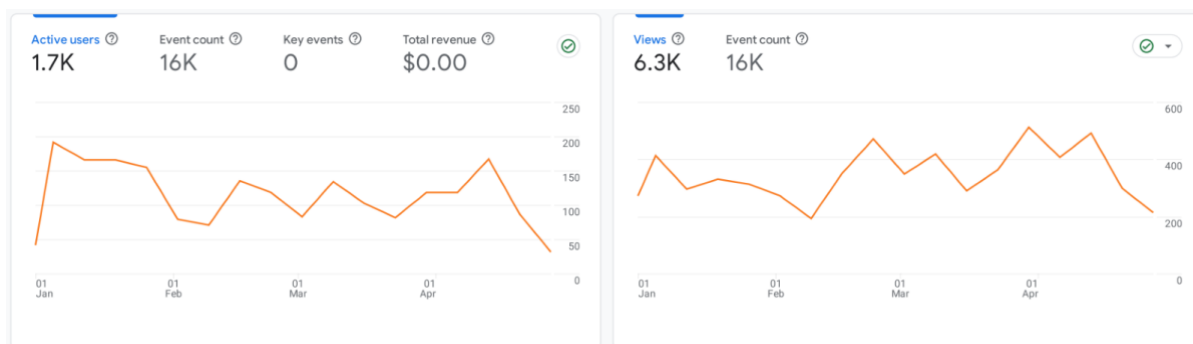 Active users Event count Key events Total revenue
1.7K 16K 0 $0.00
250
200
150
100
50
0
01 01 01 01
Jan Feb Mar Apr
Views Event count
6.3K 16K
600
400
200
0
01 01 01 01
Jan Feb Mar Apr